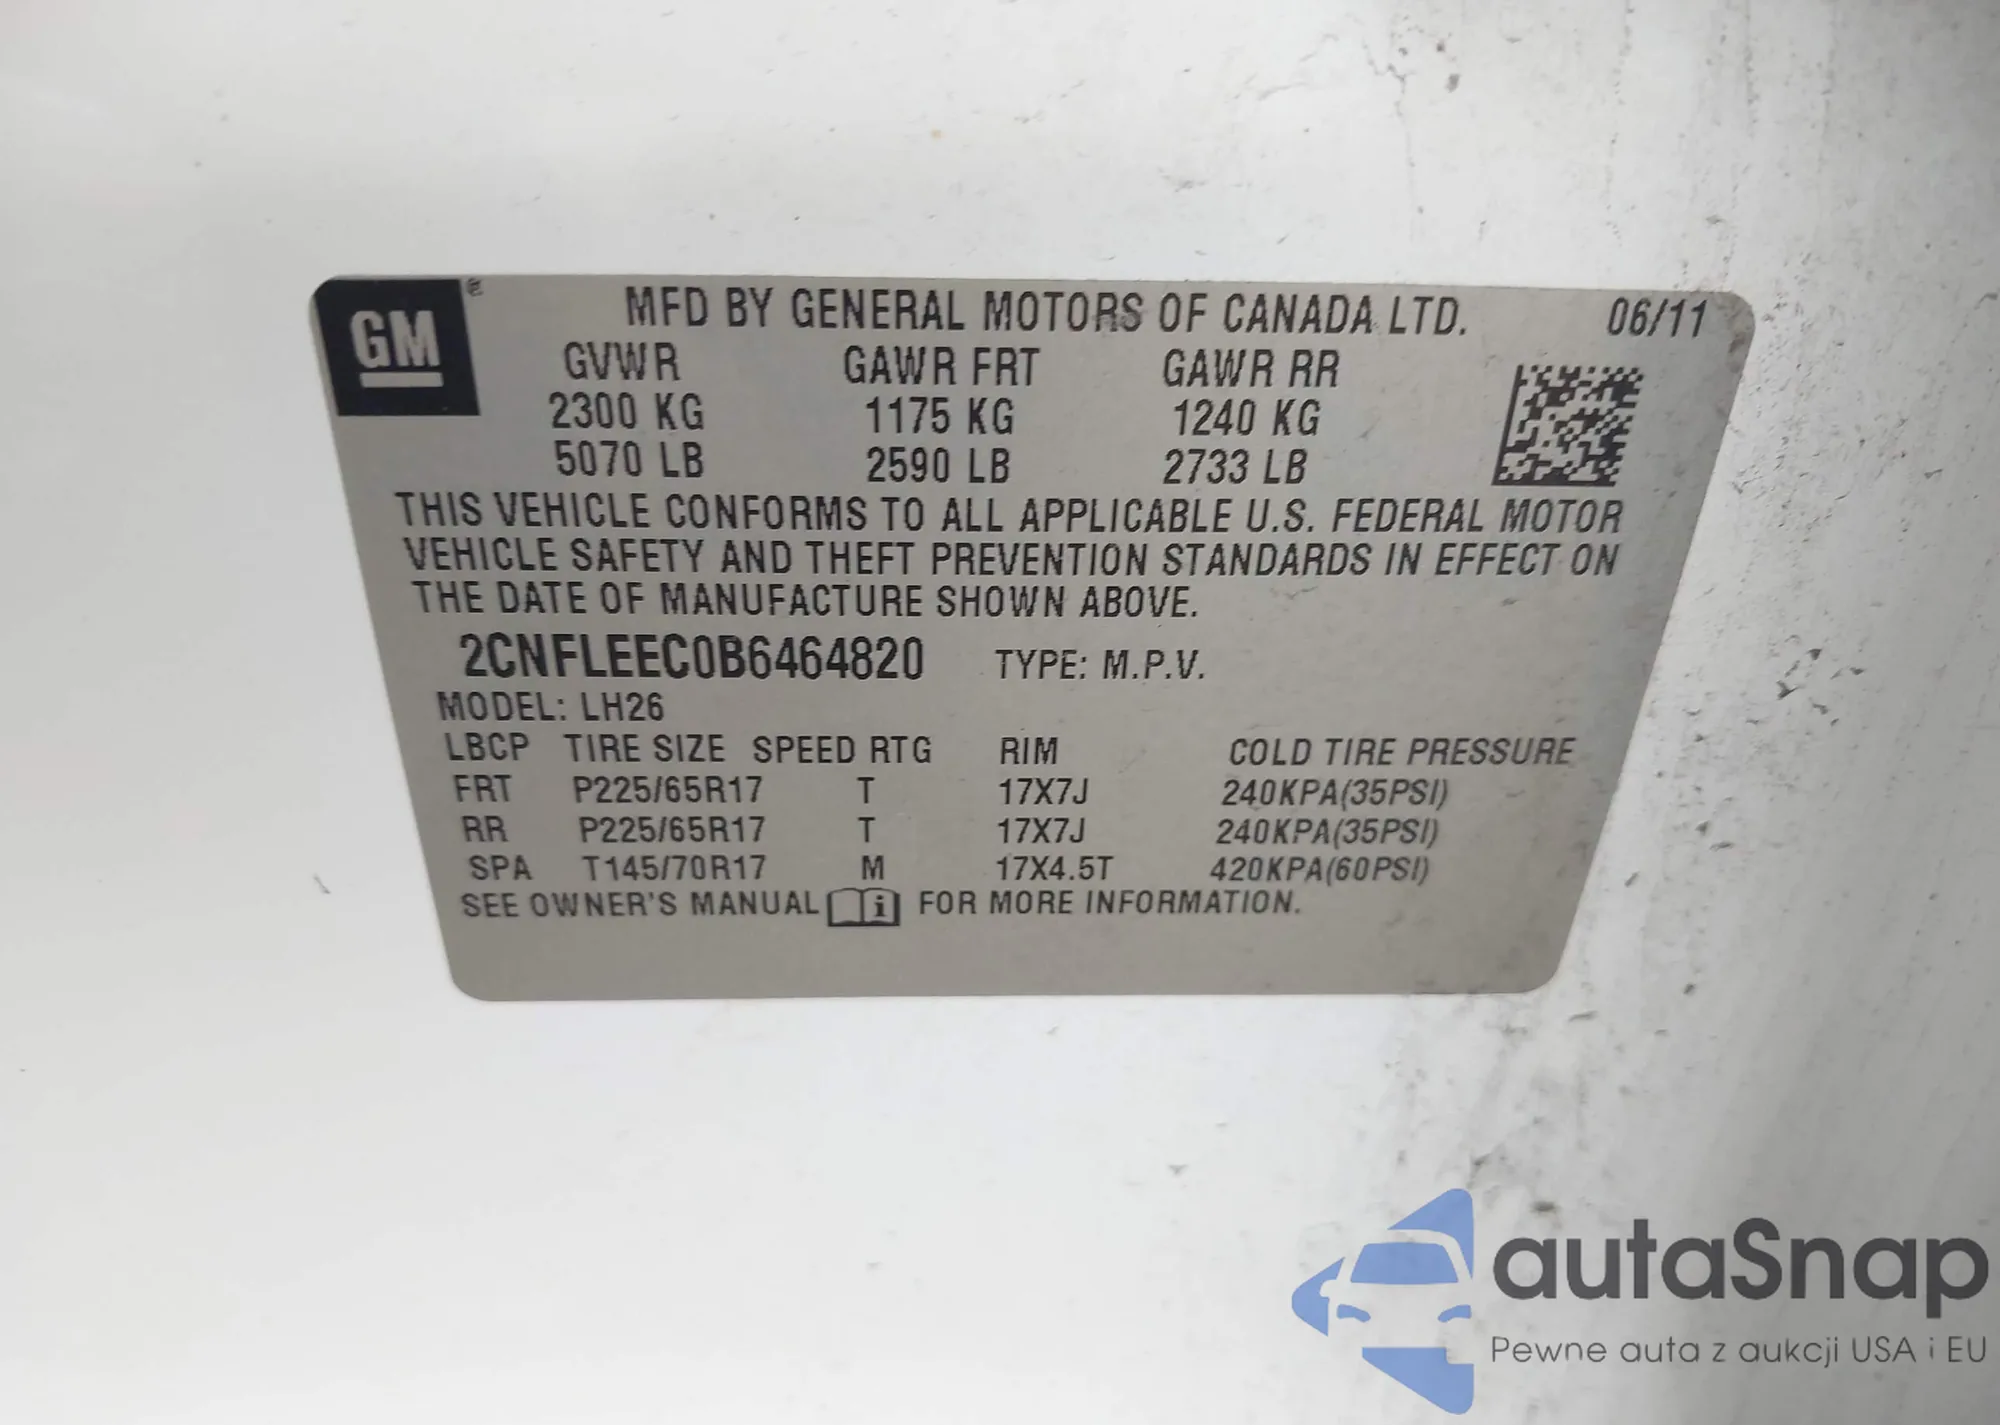 GM®
MFD BY GENERAL MOTORS OF CANADA LTD. 06/11
GVWR GAWR FRT GAWR RR
2300 KG 1175 KG 1240 KG
5070 LB 2590 LB 2733 LB
THIS VEHICLE CONFORMS TO ALL APPLICABLE U.S. FEDERAL MOTOR
VEHICLE SAFETY AND THEFT PREVENTION STANDARDS IN EFFECT ON
THE DATE OF MANUFACTURE SHOWN ABOVE.
2CNFLEEC0B6464820 TYPE: M.P.V.
MODEL: LH26
LBCP TIRE SIZE SPEED RTG RIM COLD TIRE PRESSURE
FRT P225/65R17 T 17X7J 240KPA(35PSI)
RR P225/65R17 T 17X7J 240KPA(35PSI)
SPA T145/70R17 M 17X4.5T 420KPA(60PSI)
SEE OWNER'S MANUAL i FOR MORE INFORMATION.
autaSnap
Pewne auta z aukcji USA i EU